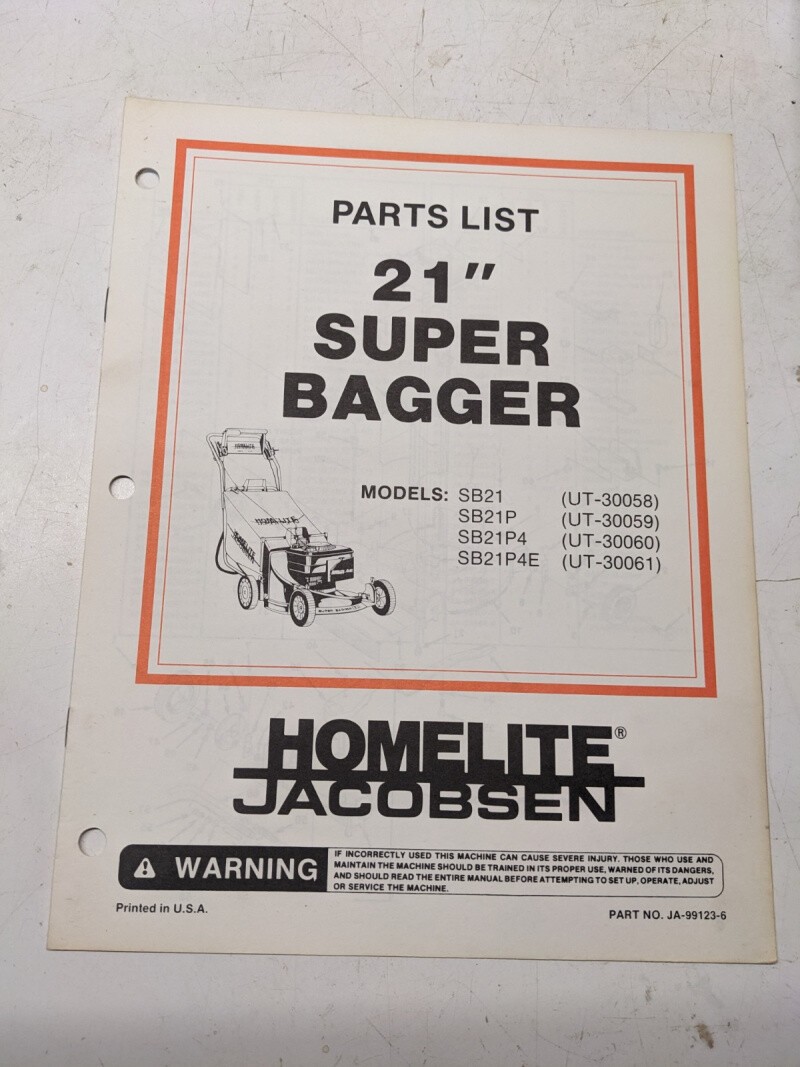 PARTS LIST
21"
SUPER
BAGGER
MODELS: SB21 (UT-30058)
SB21P (UT-30059)
SB21P4 (UT-30060)
SB21P4E (UT-30061)
HOMELITE
HOMELITE
HOMELITE
HOMELITE®
JACOBSEN
WARNING
IF INCORRECTLY USED THIS MACHINE CAN CAUSE SEVERE INJURY. THOSE WHO USE AND
MAINTAIN THE MACHINE SHOULD BE TRAINED IN ITS PROPER USE, WARNED OF ITS DANGERS,
AND SHOULD READ THE ENTIRE MANUAL BEFORE ATTEMPTING TO SET UP, OPERATE, ADJUST
OR SERVICE THE MACHINE.
Printed in U.S.A.
PART NO. JA-99123-6